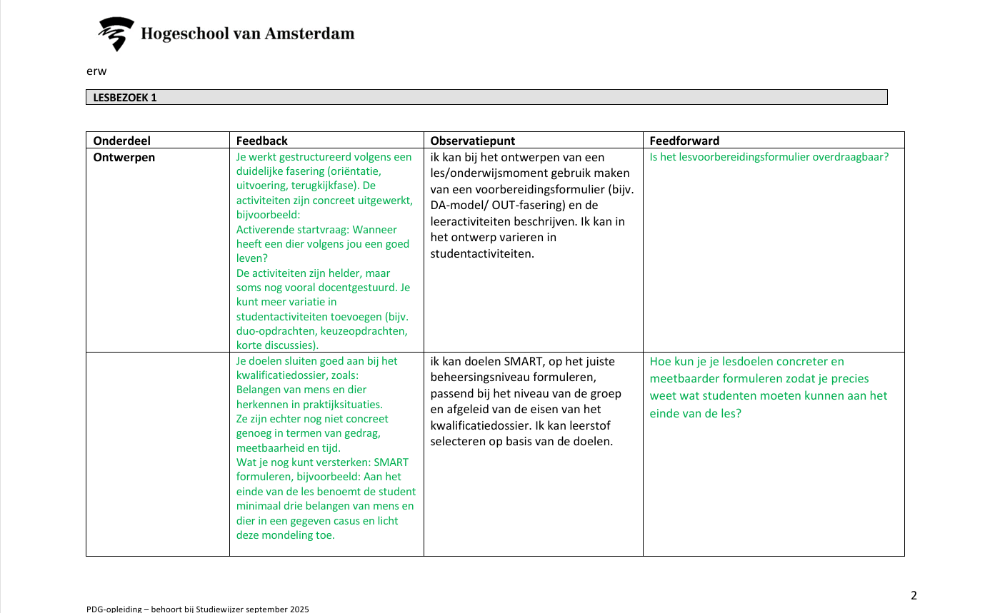 Hogeschool van Amsterdam
erw
LESBEZOEK 1
Onderdeel
Feedback
Observatiepunt
Feedforward
Ontwerpen
Je werkt gestructureerd volgens een
duidelijke fasering (oriëntatie,
uitvoering, terugkijkfase). De
activiteiten zijn concreet uitgewerkt,
bijvoorbeeld:
Activerende startvraag: Wanneer
heeft een dier volgens jou een goed
leven?
De activiteiten zijn helder, maar
soms nog vooral docentgestuurd. Je
kunt meer variatie in
studentactiviteiten toevoegen (bijv.
duo-opdrachten, keuzeopdrachten,
korte discussies).
ik kan bij het ontwerpen van een
les/onderwijsmoment gebruik maken
van een voorbereidingsformulier (bijv.
DA-model/ OUT-fasering) en de
leeractiviteiten beschrijven. Ik kan in
het ontwerp varieren in
studentactiviteiten.
Is het lesvoorbereidingsformulier overdraagbaar?
Je doelen sluiten goed aan bij het
kwalificatiedossier, zoals:
Belangen van mens en dier
herkennen in praktijksituaties.
Ze zijn echter nog niet concreet
genoeg in termen van gedrag,
meetbaarheid en tijd.
Wat je nog kunt versterken: SMART
formuleren, bijvoorbeeld: Aan het
einde van de les benoemt de student
minimaal drie belangen van mens en
dier in een gegeven casus en licht
deze mondeling toe.
ik kan doelen SMART, op het juiste
beheersingsniveau formuleren,
passend bij het niveau van de groep
en afgeleid van de eisen van het
kwalificatiedossier. Ik kan leerstof
selecteren op basis van de doelen.
Hoe kun je je lesdoelen concreter en
meetbaarder formuleren zodat je precies
weet wat studenten moeten kunnen aan het
einde van de les?
2
PDG-opleiding – behoort bij Studiewijzer september 2025